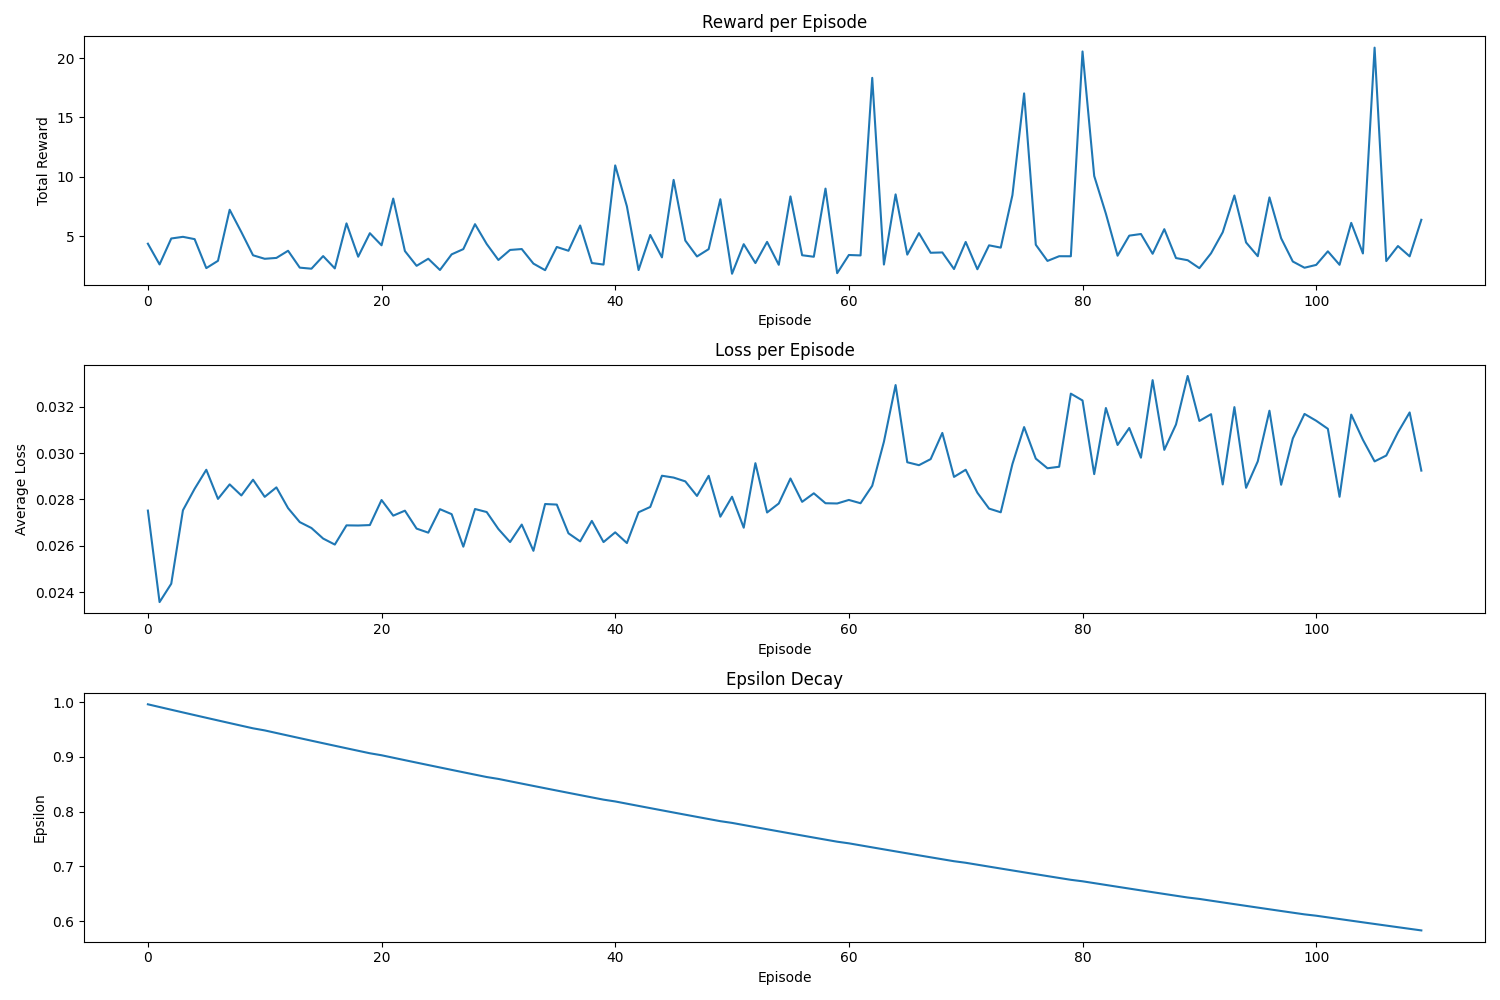 Reward per Episode
20
15
10
5
Total Reward
0 20 40 60 80 100
Episode
Loss per Episode
0.032
0.030
0.028
0.026
0.024
Average Loss
0 20 40 60 80 100
Episode
Epsilon Decay
1.0
0.9
0.8
0.7
0.6
Epsilon
0 20 40 60 80 100
Episode